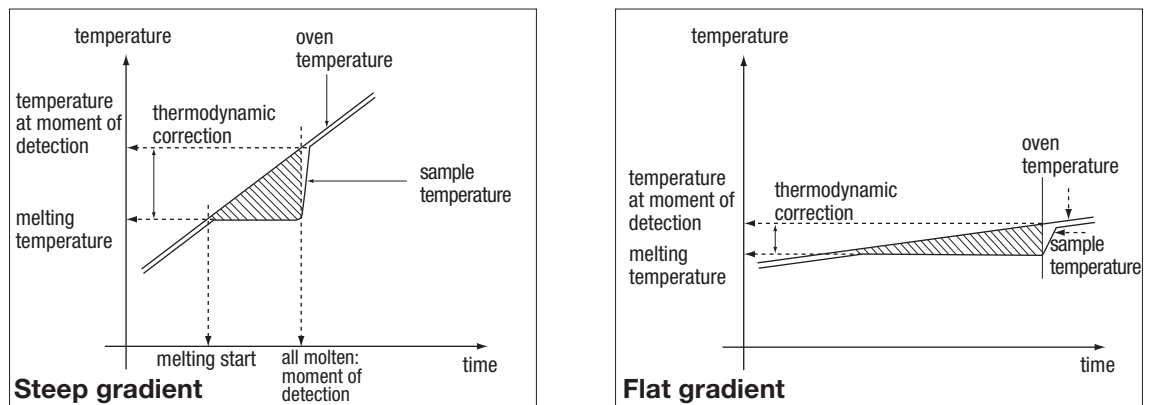 temperature
oven
temperature
temperature
at moment of
detection
thermodynamic
correction
sample
temperature
melting
temperature
melting start
all molten:
moment of
detection
time
Steep gradient
temperature
oven
temperature
temperature
at moment of
detection
thermodynamic
correction
sample
temperature
melting
temperature
time
Flat gradient